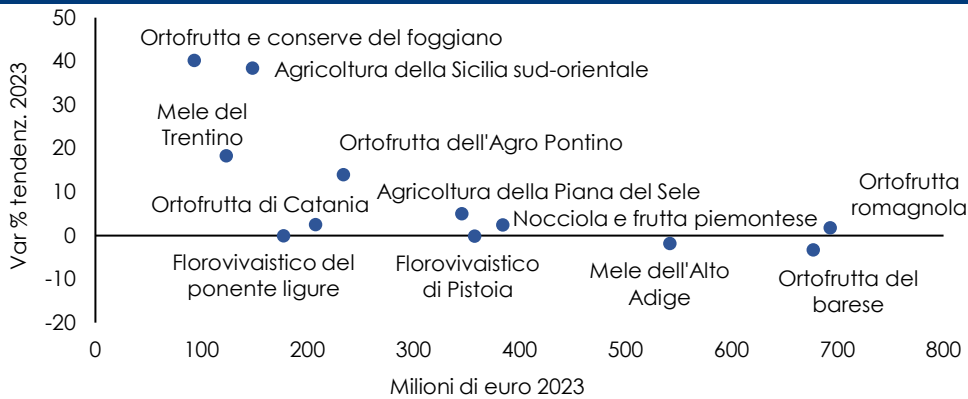 50
40
30
20
10
0
-10
-20
Var % tendenz. 2023
Ortofrutta e conserve del foggiano
Agricoltura della Sicilia sud-orientale
Mele del
Trentino
Ortofrutta dell'Agro Pontino
Ortofrutta di Catania
Agricoltura della Piana del Sele
Nocciola e frutta piemontese
Ortofrutta
romagnola
Florovivaistico del
ponente ligure
Florovivaistico
di Pistoia
Mele dell'Alto
Adige
Ortofrutta del
barese
0 100 200 300 400 500 600 700 800
Milioni di euro 2023